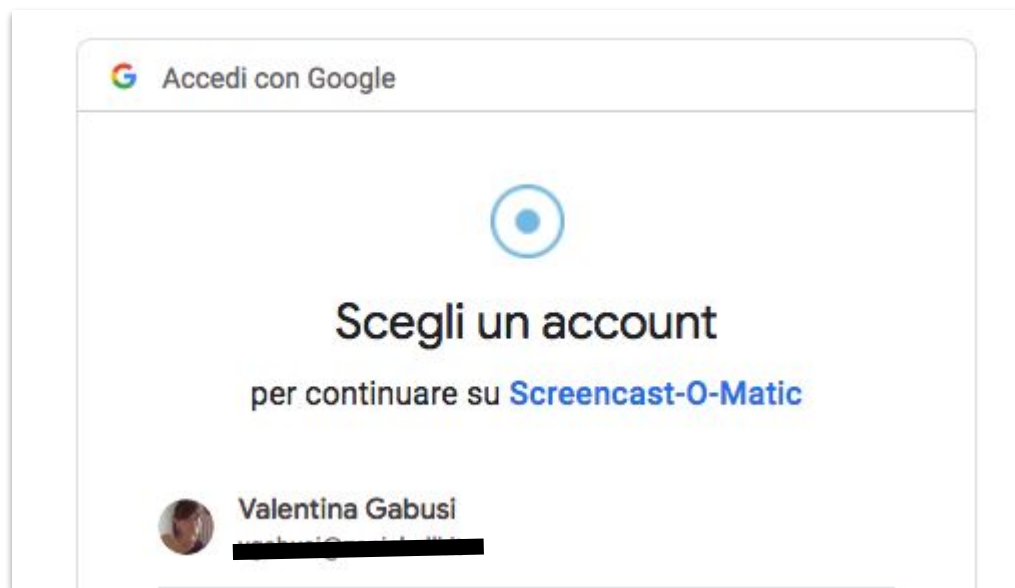 Accedi con Google
Scegli un account
per continuare su Screencast-O-Matic
Valentina Gabusi